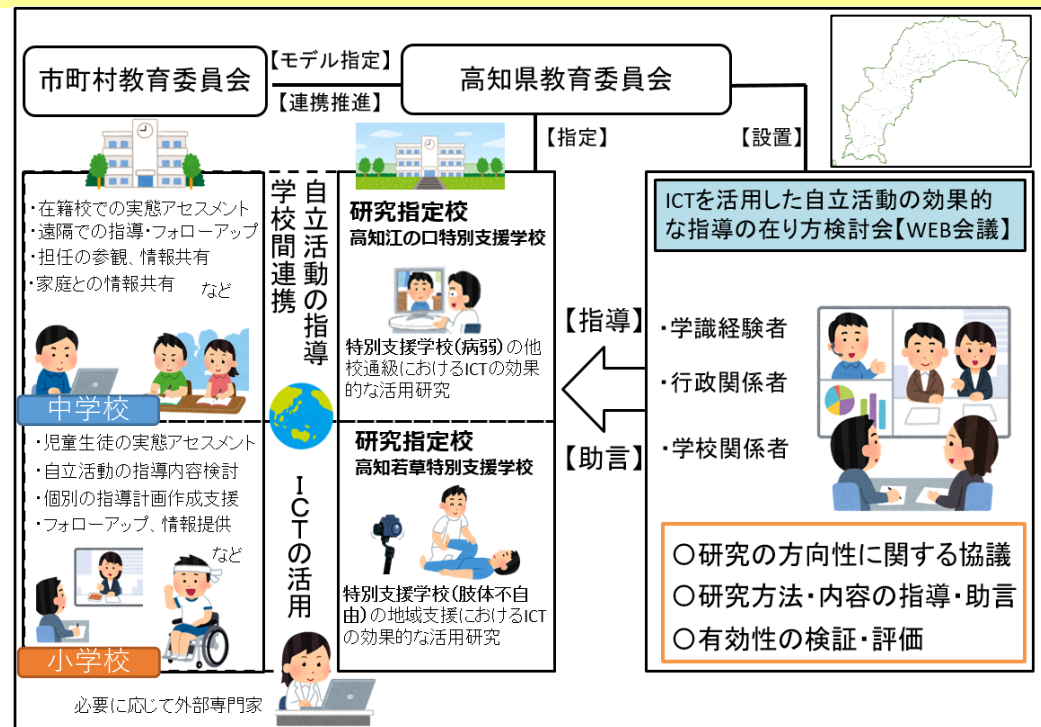 市町村教育委員会
【モデル指定】
【連携推進】
高知県教育委員会
【指定】
【設置】
・在籍校での実態アセスメント
・遠隔での指導・フォローアップ
・担任の参観、情報共有
・家庭との情報共有
など
中学校
・児童生徒の実態アセスメント
・自立活動の指導内容検討
・個別の指導計画作成支援
・フォローアップ、情報提供
など
小学校
必要に応じて外部専門家
自立活動の指導
学校間連携
ICTの活用
研究指定校
高知江の口特別支援学校
特別支援学校(病弱)の他
校通級におけるICTの効果
的な活用研究
研究指定校
高知若草特別支援学校
特別支援学校(肢体不自
由)の地域支援におけるICT
の効果的な活用研究
【指導】
【助言】
ICTを活用した自立活動の効果的
な指導の在り方検討会【WEB会議】
・学識経験者
・行政関係者
・学校関係者
○研究の方向性に関する協議
○研究方法・内容の指導・助言
○有効性の検証・評価